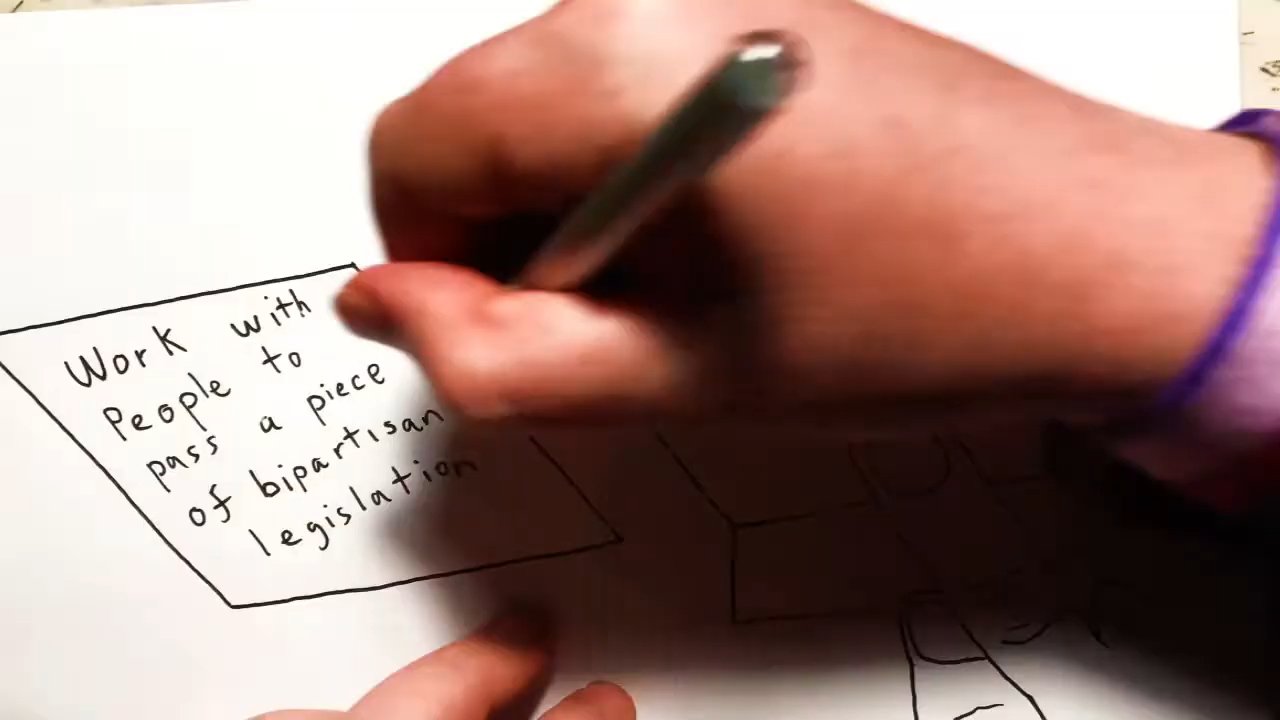 Work with
People to
pass a piece
of bipartisan
legislation